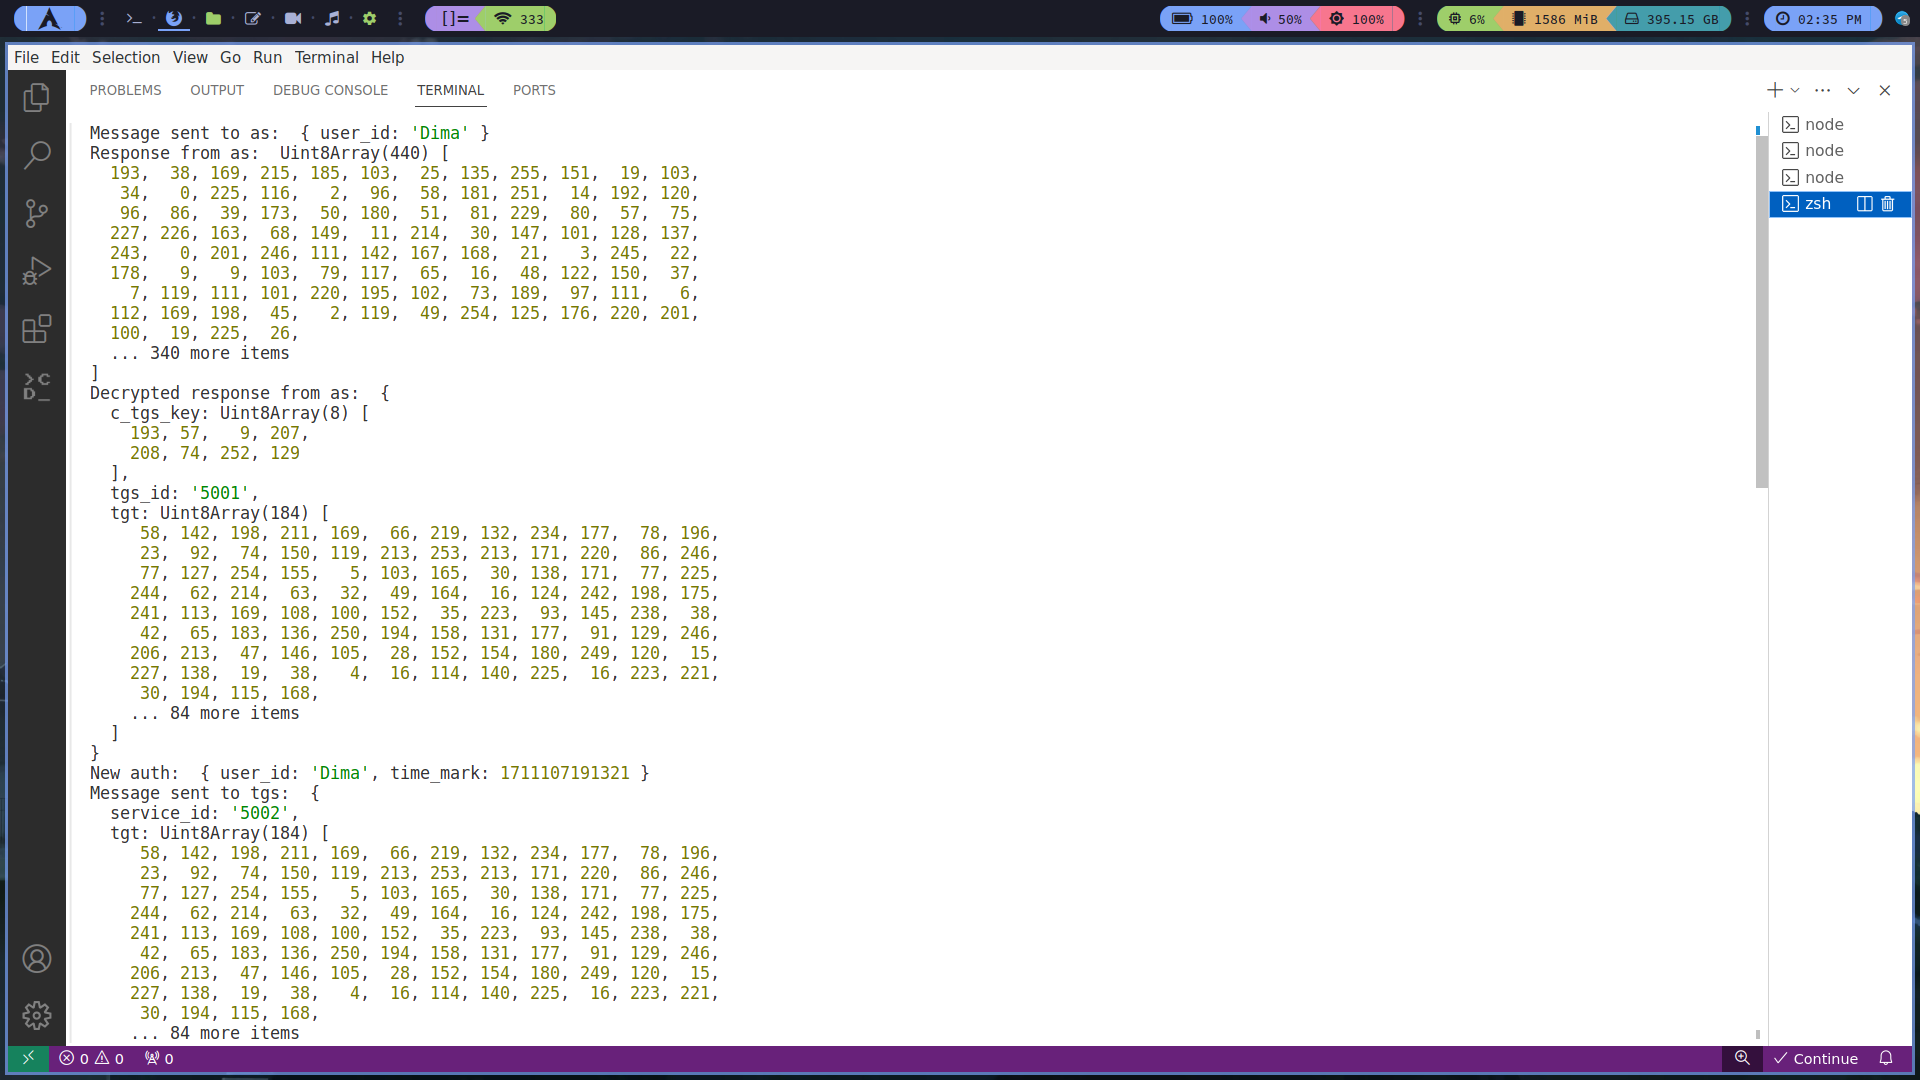 []= 333 100% 50% 100% 6% 1586 MiB 395.15 GB 02:35 PM
File Edit Selection View Go Run Terminal Help
PROBLEMS OUTPUT DEBUG CONSOLE TERMINAL PORTS
Message sent to as:  { user_id: 'Dima' }
Response from as:  Uint8Array(440) [
193,  38, 169, 215, 185, 103,  25, 135, 255, 151,  19, 103,
34,   0, 225, 116,   2,  96,  58, 181, 251,  14, 192, 120,
96,  86,  39, 173,  50, 180,  51,  81, 229,  80,  57,  75,
227, 226, 163,  68, 149,  11, 214,  30, 147, 101, 128, 137,
243,   0, 201, 246, 111, 142, 167, 168,  21,   3, 245,  22,
178,   9,   9, 103,  79, 117,  65,  16,  48, 122, 150,  37,
7, 119, 111, 101, 220, 195, 102,  73, 189,  97, 111,   6,
112, 169, 198,  45,   2, 119,  49, 254, 125, 176, 220, 201,
100,  19, 225,  26,
... 340 more items
]
Decrypted response from as:  {
c_tgs_key: Uint8Array(8) [
193, 57,   9, 207,
208, 74, 252, 129
],
tgs_id: '5001',
tgt: Uint8Array(184) [
58, 142, 198, 211, 169,  66, 219, 132, 234, 177,  78, 196,
23,  92,  74, 150, 119, 213, 253, 213, 171, 220,  86, 246,
77, 127, 254, 155,   5, 103, 165,  30, 138, 171,  77, 225,
244,  62, 214,  63,  32,  49, 164,  16, 124, 242, 198, 175,
241, 113, 169, 108, 100, 152,  35, 223,  93, 145, 238,  38,
42,  65, 183, 136, 250, 194, 158, 131, 177,  91, 129, 246,
206, 213,  47, 146, 105,  28, 152, 154, 180, 249, 120,  15,
227, 138,  19,  38,   4,  16, 114, 140, 225,  16, 223, 221,
30, 194, 115, 168,
... 84 more items
]
}
New auth:  { user_id: 'Dima', time_mark: 1711107191321 }
Message sent to tgs:  {
service_id: '5002',
tgt: Uint8Array(184) [
58, 142, 198, 211, 169,  66, 219, 132, 234, 177,  78, 196,
23,  92,  74, 150, 119, 213, 253, 213, 171, 220,  86, 246,
77, 127, 254, 155,   5, 103, 165,  30, 138, 171,  77, 225,
244,  62, 214,  63,  32,  49, 164,  16, 124, 242, 198, 175,
241, 113, 169, 108, 100, 152,  35, 223,  93, 145, 238,  38,
42,  65, 183, 136, 250, 194, 158, 131, 177,  91, 129, 246,
206, 213,  47, 146, 105,  28, 152, 154, 180, 249, 120,  15,
227, 138,  19,  38,   4,  16, 114, 140, 225,  16, 223, 221,
30, 194, 115, 168,
... 84 more items
node
node
node
zsh
0 0 0 Continue